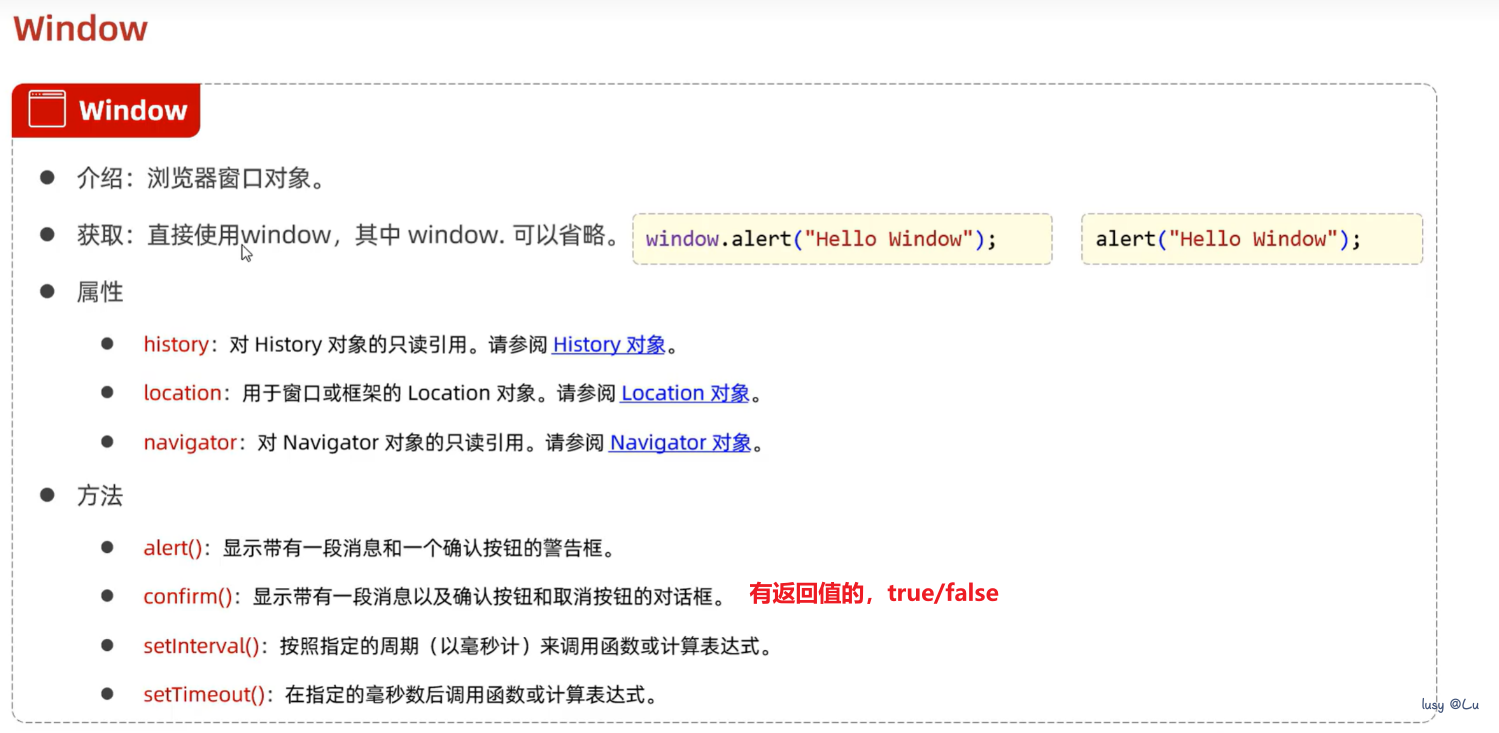 Window
Window
介绍：浏览器窗口对象。
获取：直接使用window，其中 window. 可以省略。 window.alert("Hello Window"); alert("Hello Window");
属性
history：对 History 对象的只读引用。请参阅 History 对象。
location：用于窗口或框架的 Location 对象。请参阅 Location 对象。
navigator：对 Navigator 对象的只读引用。请参阅 Navigator 对象。
方法
alert()：显示带有一段消息和一个确认按钮的警告框。
confirm()：显示带有一段消息以及确认按钮和取消按钮的对话框。 有返回值的，true/false
setInterval()：按照指定的周期（以毫秒计）来调用函数或计算表达式。
setTimeout()：在指定的毫秒数后调用函数或计算表达式。
lusy @Lu